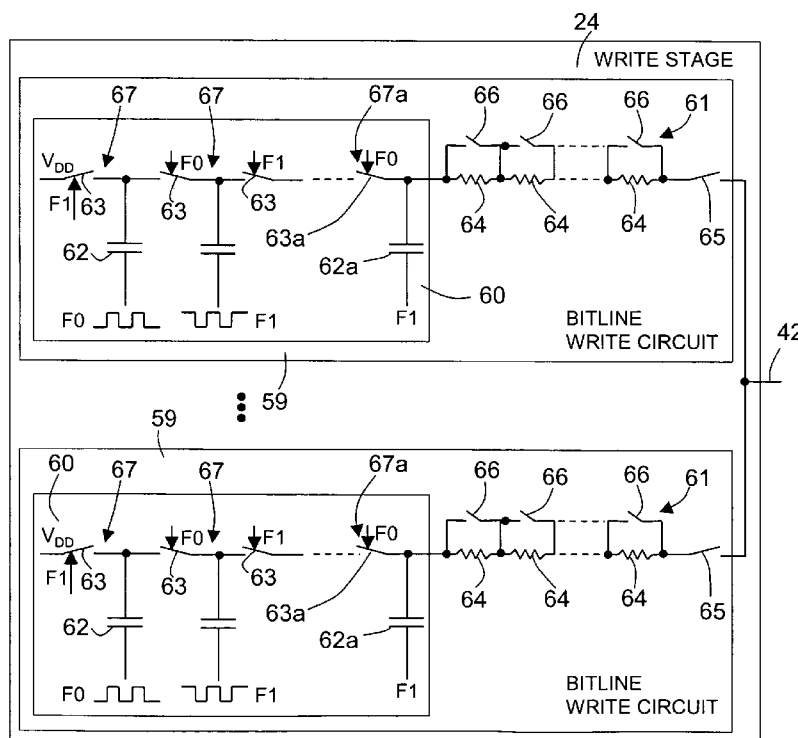 24
WRITE STAGE
67
67
67a
66
66
66
61
VDD
F0
F1
F0
F1
63
63
63
63a
64
64
64
65
62
62a
60
F0
F1
F1
BITLINE
WRITE CIRCUIT
42
59
59
60
67
67
67a
66
66
66
61
VDD
F0
F1
F0
F1
63
63
63
63a
64
64
64
65
62
62a
F0
F1
F1
BITLINE
WRITE CIRCUIT